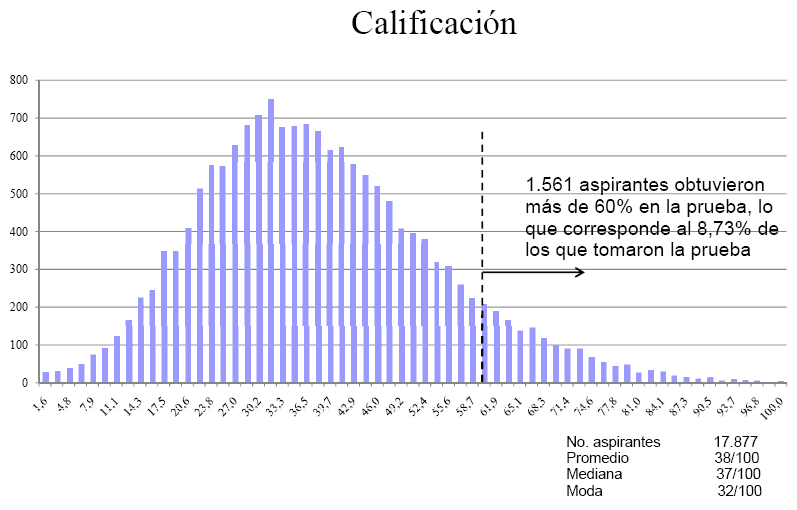 Calificación
800
700
600
500
400
300
200
100
0
1.561 aspirantes obtuvieron
más de 60% en la prueba, lo
que corresponde al 8,73% de
los que tomaron la prueba
1,6 4,8 7,9 11,1 14,3 17,5 20,6 23,8 27,0 30,2 33,3 36,5 39,7 42,9 46,0 49,2 52,4 55,6 58,7 61,9 65,1 68,3 71,4 74,6 77,8 81,0 84,1 87,3 90,5 93,7 96,8 100,0
No. aspirantes 17.877
Promedio 38/100
Mediana 37/100
Moda 32/100